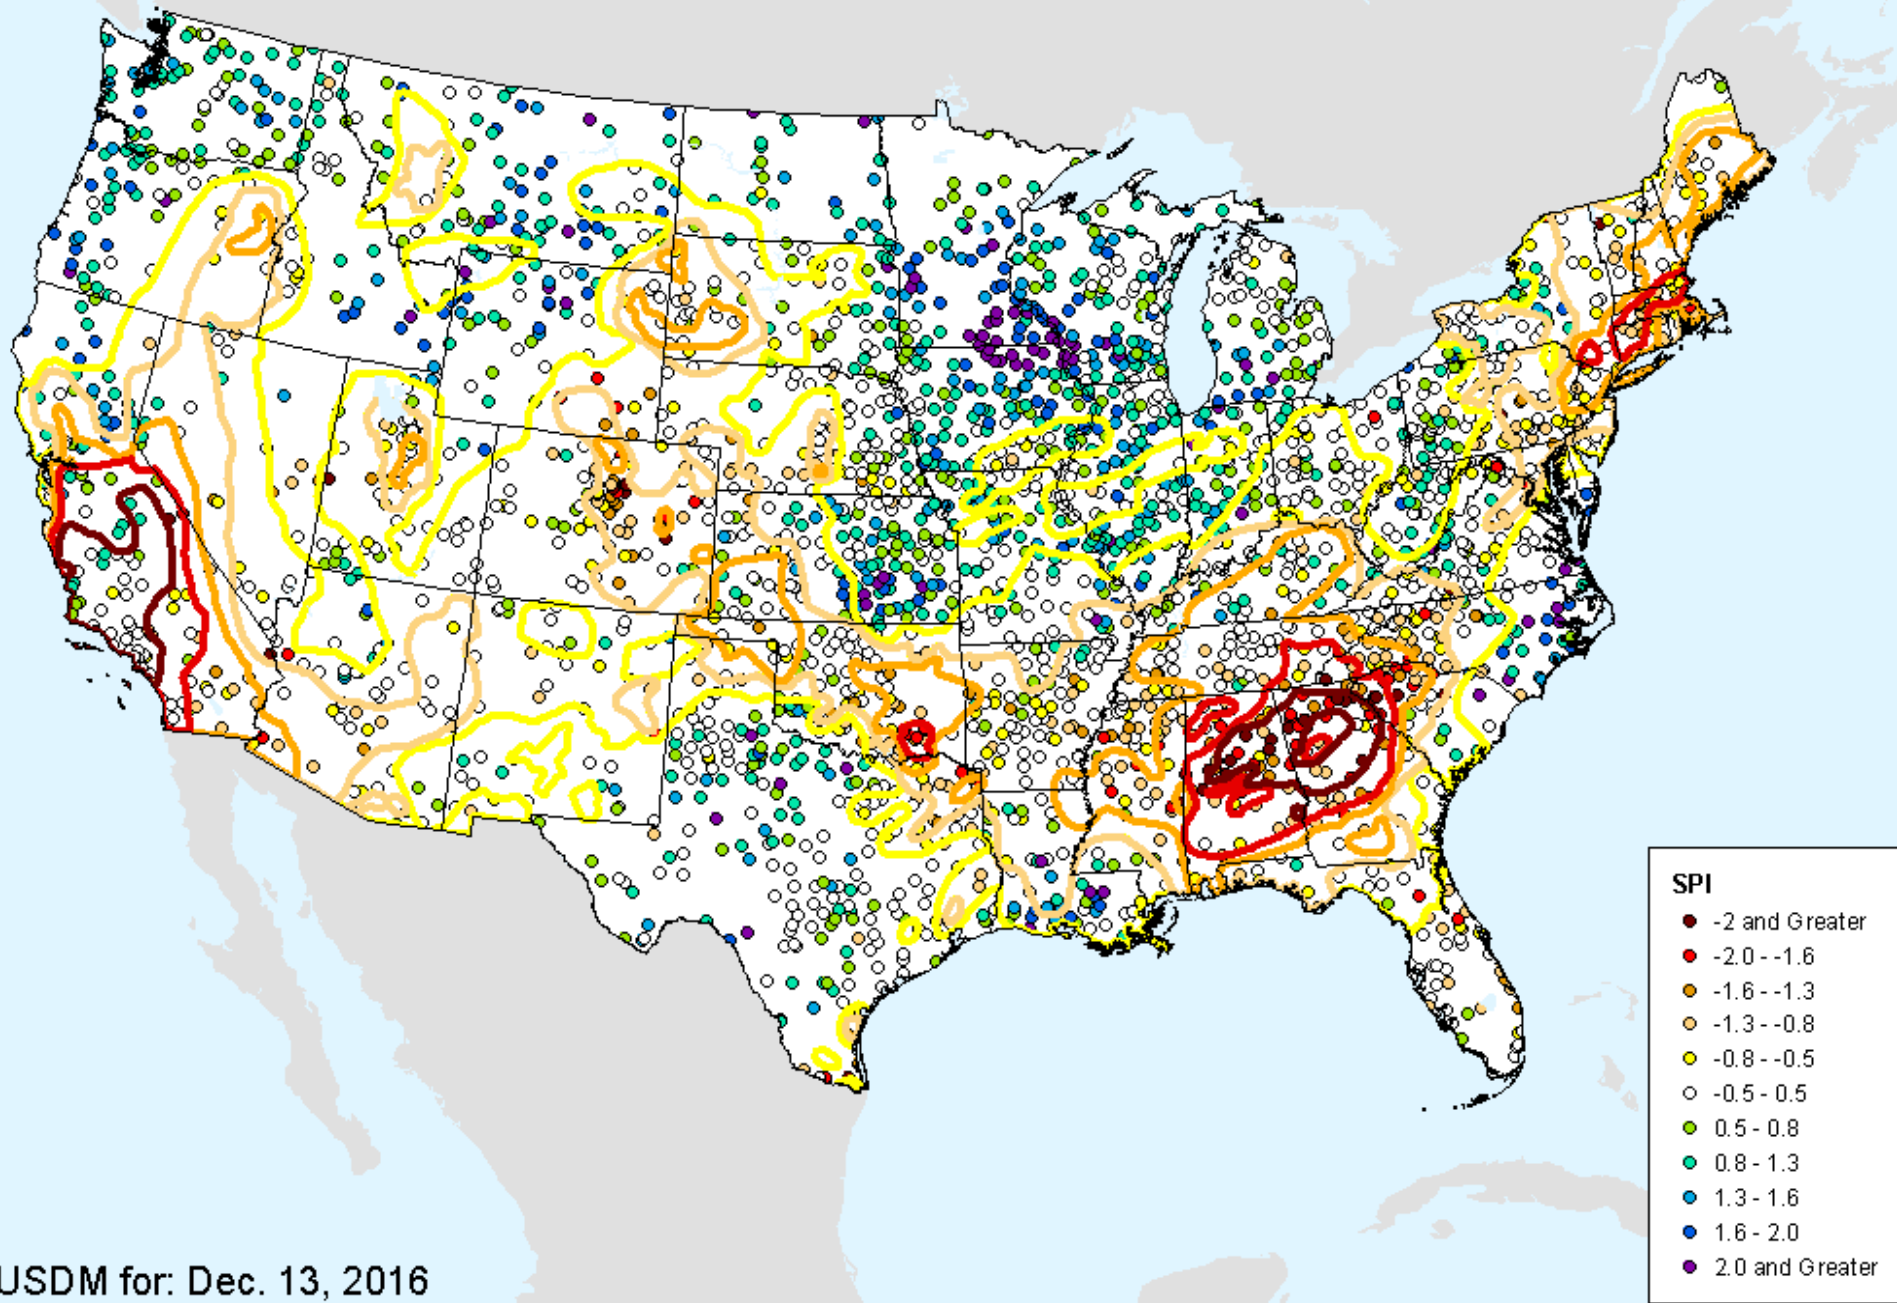 SPI
-2 and Greater
-2.0 - -1.6
-1.6 - -1.3
-1.3 - -0.8
-0.8 - -0.5
-0.5 - 0.5
0.5 - 0.8
0.8 - 1.3
1.3 - 1.6
1.6 - 2.0
2.0 and Greater
USDM for: Dec. 13, 2016